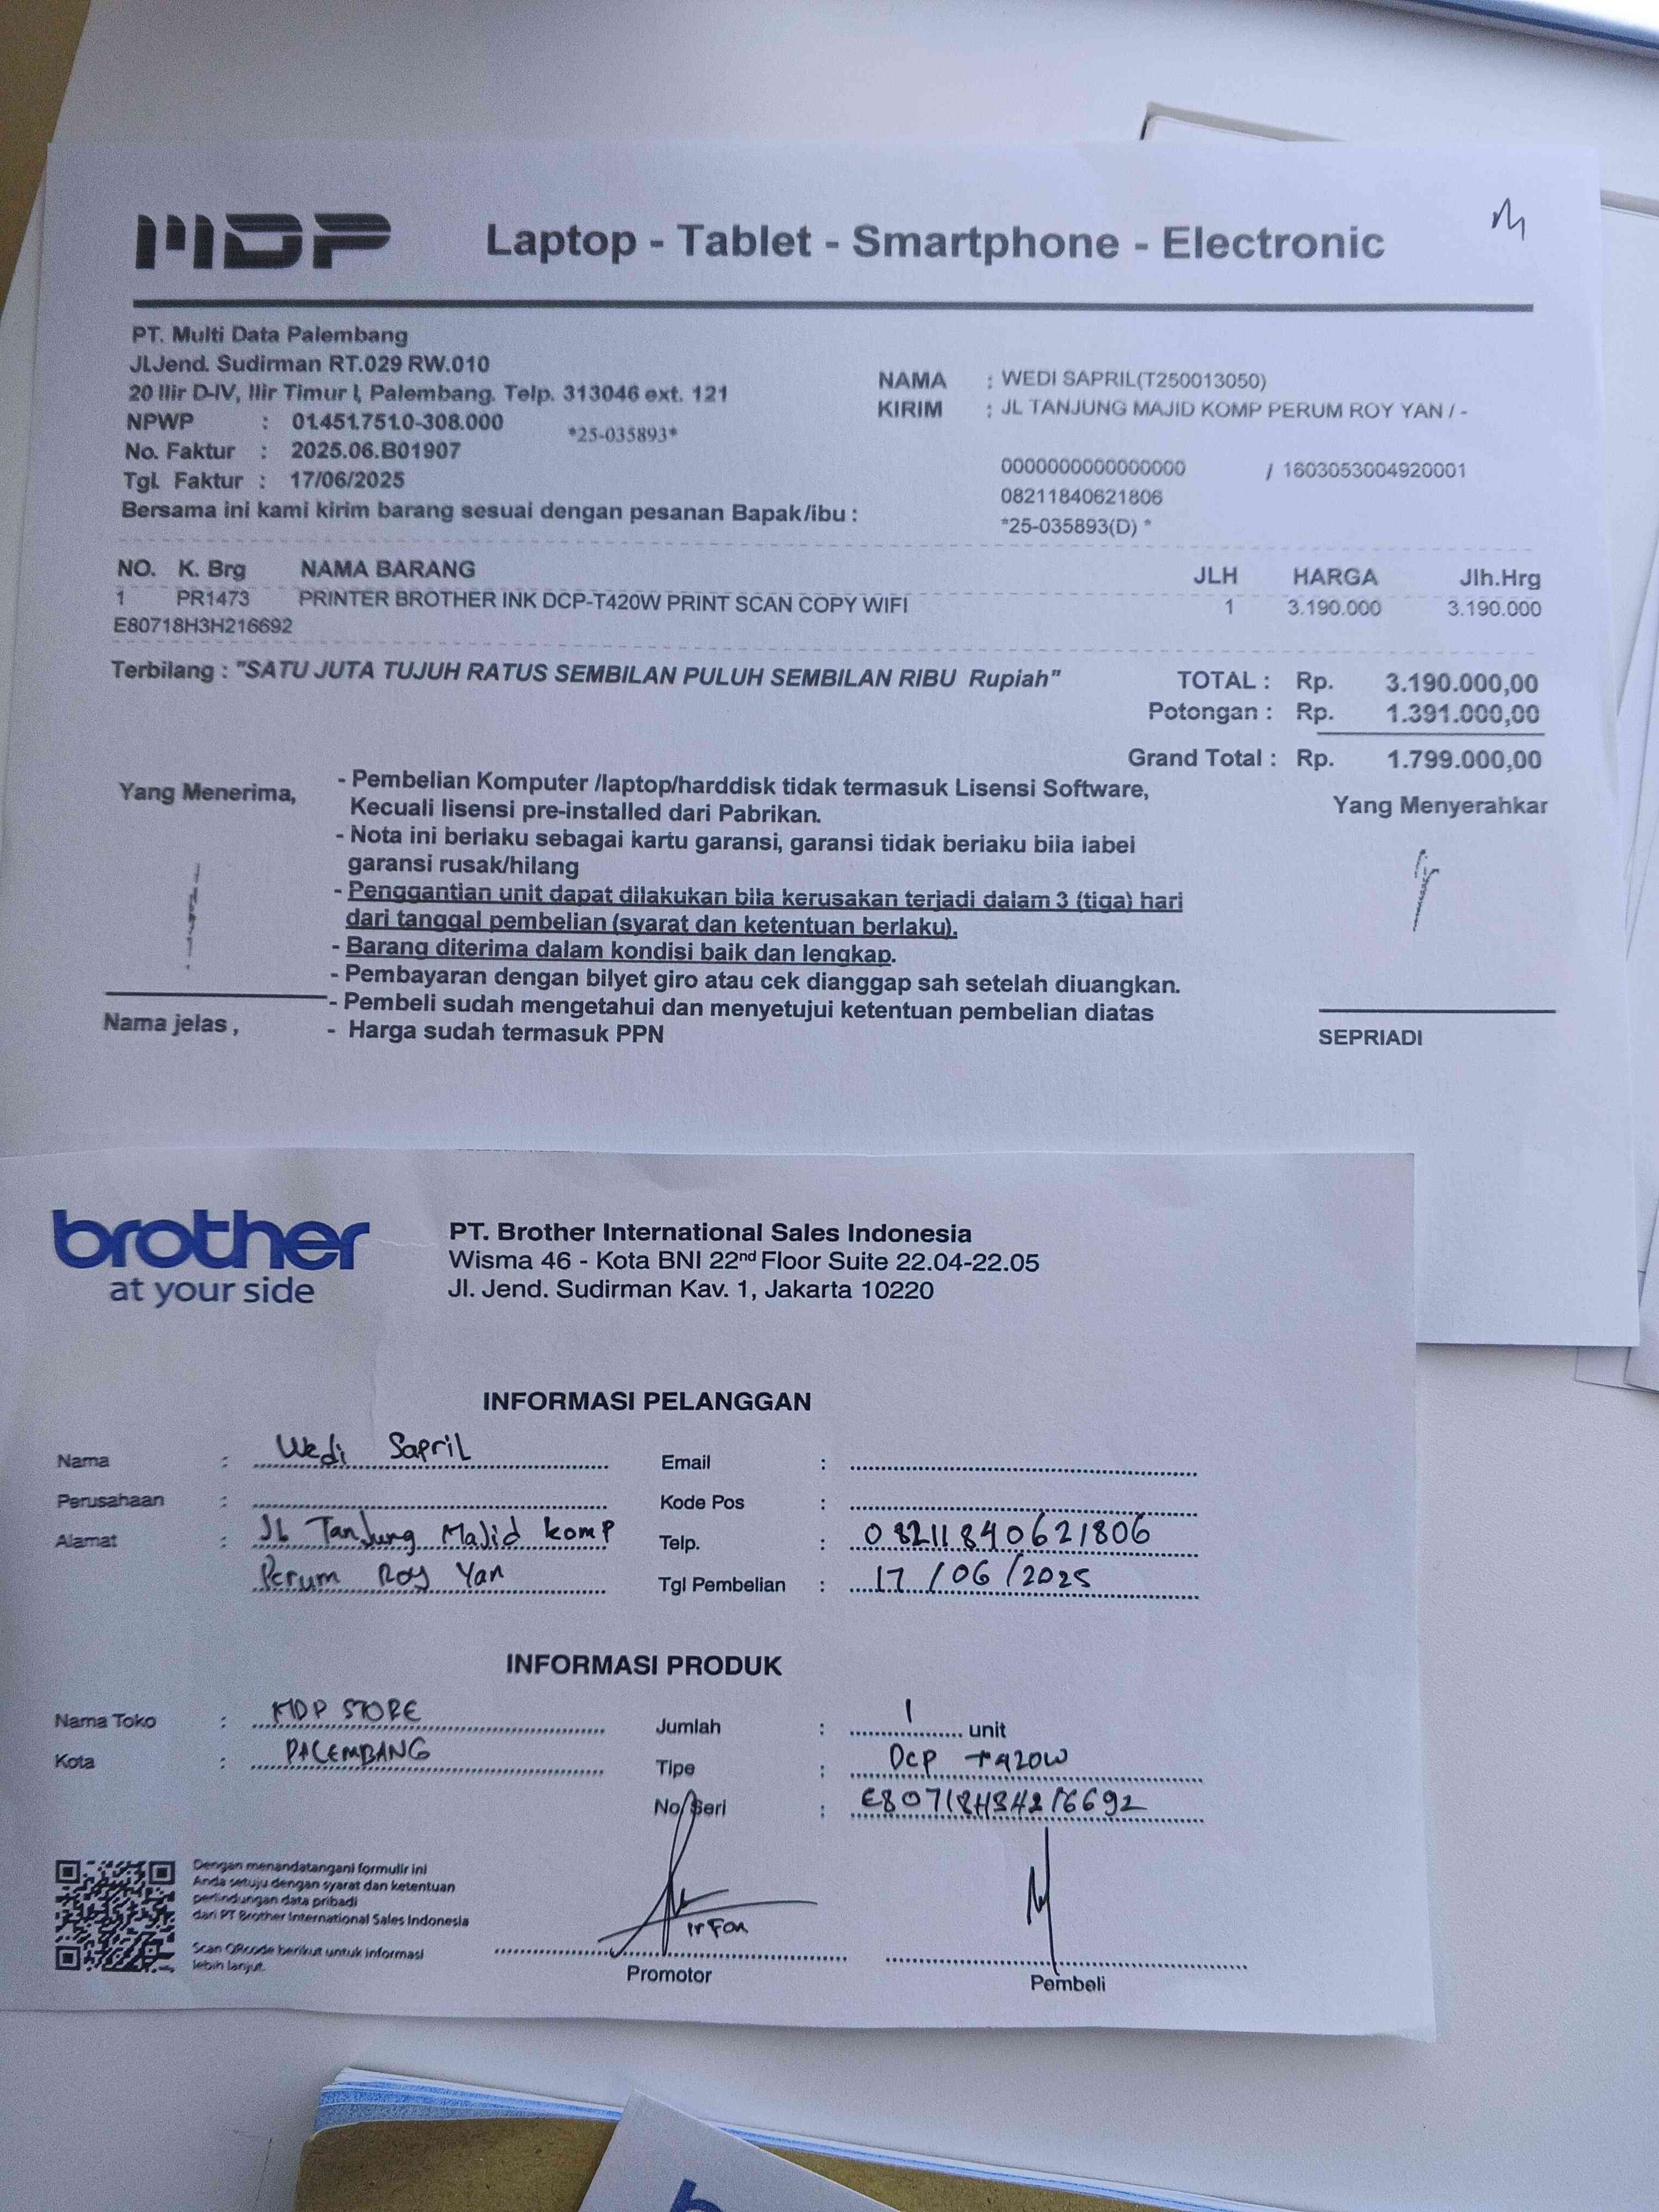 MDP Laptop - Tablet - Smartphone - Electronic
PT. Multi Data Palembang
Jl.Jend. Sudirman RT.029 RW.010
20 Ilir D-IV, Ilir Timur I, Palembang. Telp. 313046 ext. 121
NPWP : 01.451.751.0-308.000
*25-035893*
No. Faktur : 2025.06.B01907
Tgl. Faktur : 17/06/2025
Bersama ini kami kirim barang sesuai dengan pesanan Bapak/ibu :
NAMA : WEDI SAPRIL(T250013050)
KIRIM : JL TANJUNG MAJID KOMP PERUM ROY YAN / -
0000000000000000 / 1603053004920001
08211840621806
*25-035893(D) *
NO. K. Brg NAMA BARANG JLH HARGA Jlh.Hrg
1 PR1473 PRINTER BROTHER INK DCP-T420W PRINT SCAN COPY WIFI 1 3.190.000 3.190.000
E80718H3H216692
Terbilang : "SATU JUTA TUJUH RATUS SEMBILAN PULUH SEMBILAN RIBU Rupiah"
TOTAL : Rp. 3.190.000,00
Potongan : Rp. 1.391.000,00
Grand Total : Rp. 1.799.000,00
Yang Menerima,
- Pembelian Komputer /laptop/harddisk tidak termasuk Lisensi Software,
Kecuali lisensi pre-installed dari Pabrikan.
- Nota ini berlaku sebagai kartu garansi, garansi tidak berlaku bila label
garansi rusak/hilang
- Penggantian unit dapat dilakukan bila kerusakan terjadi dalam 3 (tiga) hari
dari tanggal pembelian (syarat dan ketentuan berlaku).
- Barang diterima dalam kondisi baik dan lengkap.
- Pembayaran dengan bilyet giro atau cek dianggap sah setelah diuangkan.
- Pembeli sudah mengetahui dan menyetujui ketentuan pembelian diatas
- Harga sudah termasuk PPN
Nama jelas ,
Yang Menyerahkar
SEPRIADI
brother
at your side
PT. Brother International Sales Indonesia
Wisma 46 - Kota BNI 22nd Floor Suite 22.04-22.05
Jl. Jend. Sudirman Kav. 1, Jakarta 10220
INFORMASI PELANGGAN
Nama : Wedi Sapril
Perusahaan :
Alamat : JL Tanjung Majid komp
Perum Roy Yan
Email :
Kode Pos :
Telp. : 08211840621806
Tgl Pembelian : 17/06/2025
INFORMASI PRODUK
Nama Toko : MDP STORE
Kota : PALEMBANG
Jumlah : 1 unit
Tipe : DCP T420W
No Seri : E80718H3H216692
Dengan menandatangani formulir ini
Anda setuju dengan syarat dan ketentuan
perlindungan data pribadi
dari PT Brother International Sales Indonesia
Scan QRcode berikut untuk informasi
lebih lanjut.
Irfan
Promotor
Pembeli